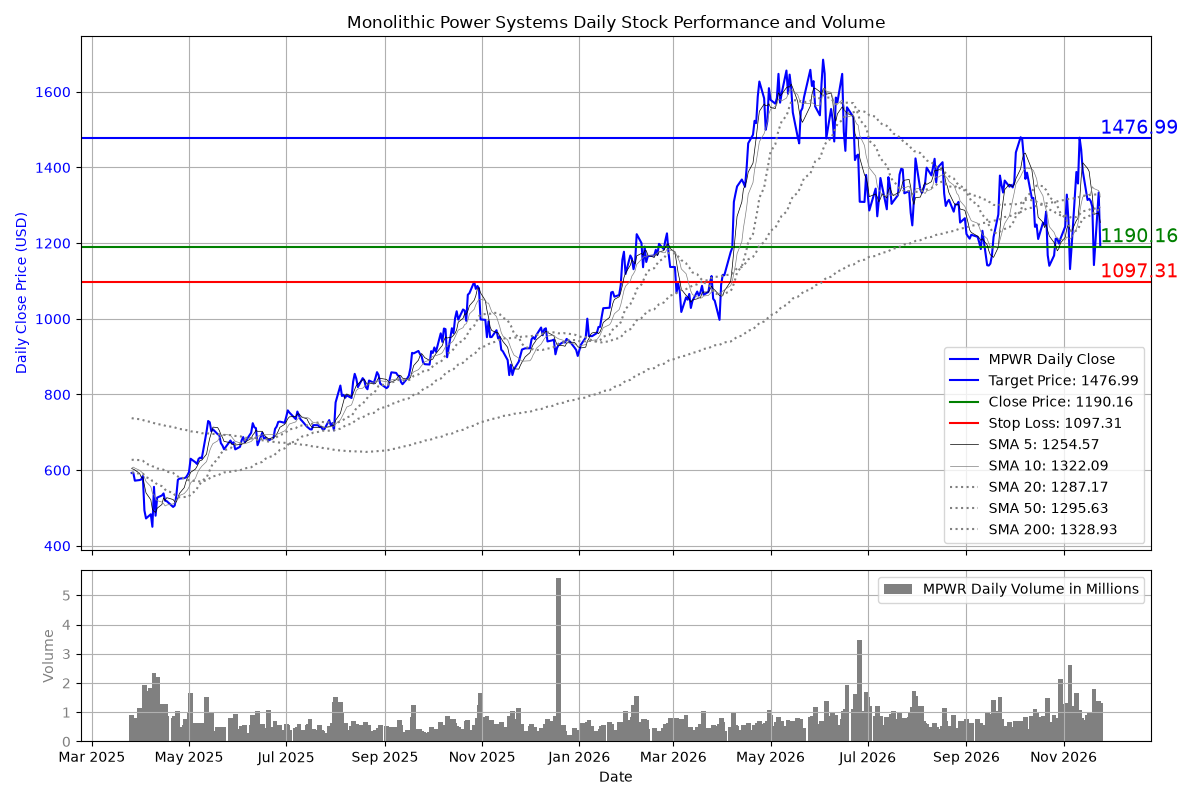 Monolithic Power Systems Daily Stock Performance and Volume
Daily Close Price (USD)
1600
1400
1200
1000
800
600
400
1476.99
1190.16
1097.31
MPWR Daily Close
Target Price: 1476.99
Close Price: 1190.16
Stop Loss: 1097.31
SMA 5: 1254.57
SMA 10: 1322.09
SMA 20: 1287.17
SMA 50: 1295.63
SMA 200: 1328.93
Volume
5
4
3
2
1
0
MPWR Daily Volume in Millions
Mar 2025 May 2025 Jul 2025 Sep 2025 Nov 2025 Jan 2026 Mar 2026 May 2026 Jul 2026 Sep 2026 Nov 2026
Date